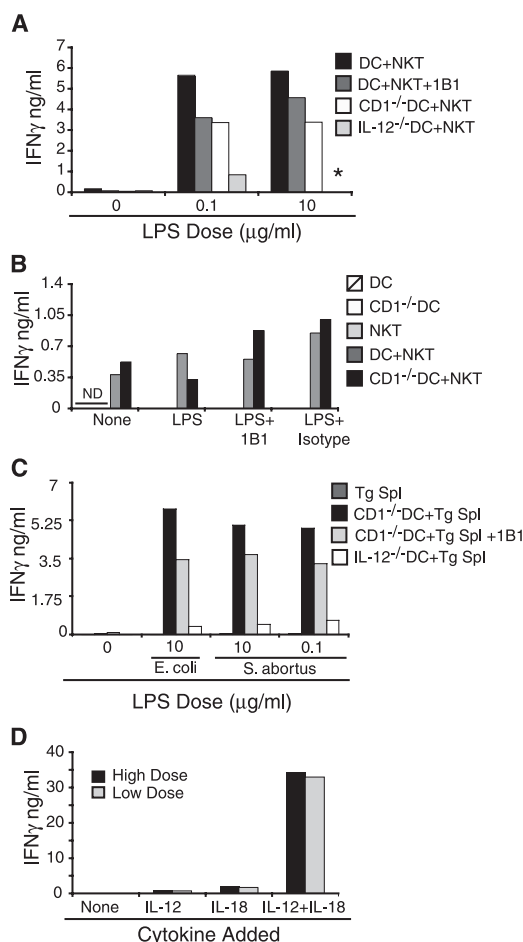 A
IFNγ ng/ml
7
6
5
4
3
2
1
0
DC+NKT
DC+NKT+1B1
CD1-/-DC+NKT
IL-12-/-DC+NKT
*
0 0.1 10
LPS Dose (μg/ml)
B
IFNγ ng/ml
1.4
1.05
0.7
0.35
0
ND
DC
CD1-/-DC
NKT
DC+NKT
CD1-/-DC+NKT
None LPS LPS+ LPS+
1B1 Isotype
C
IFNγ ng/ml
7
5.25
3.5
1.75
0
Tg Spl
CD1-/-DC+Tg Spl
CD1-/-DC+Tg Spl +1B1
IL-12-/-DC+Tg Spl
0 10 10 0.1
E. coli S. abortus
LPS Dose (μg/ml)
D
IFNγ ng/ml
40
30
20
10
0
High Dose
Low Dose
None IL-12 IL-18 IL-12+IL-18
Cytokine Added